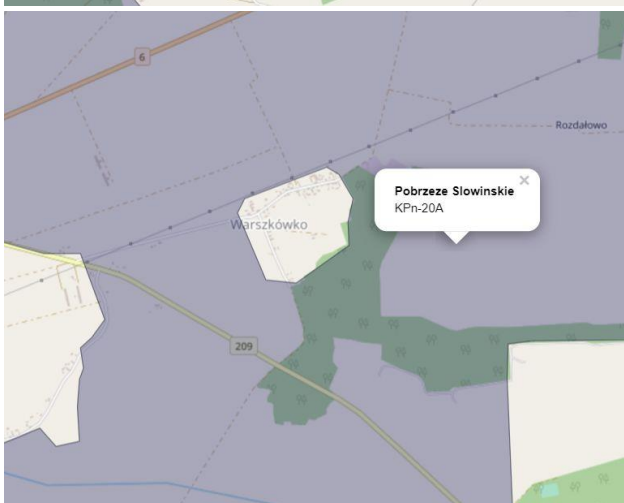 6
Rozdałowo
Pobrzeze Slowinskie
×
KPn-20A
Warszkówko
209